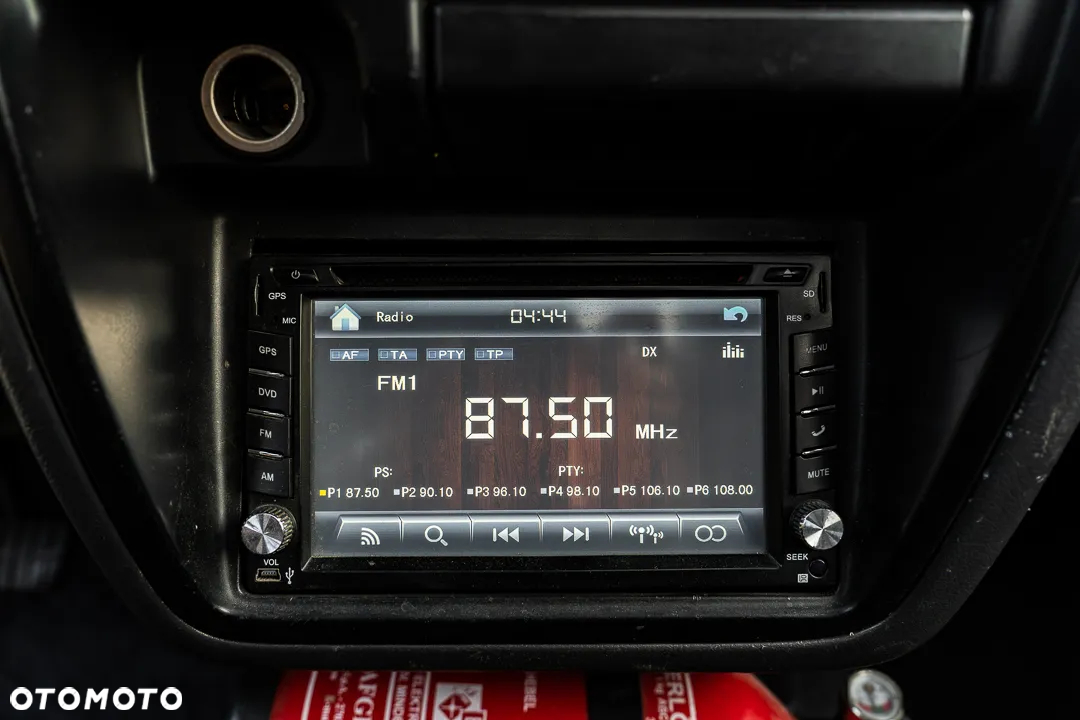 GPS
MIC
GPS
DVD
FM
AM
VOL
Radio 04:44
AF TA PTY TP DX
FM1
87.50 MHz
PS: PTY:
P1 87.50 P2 90.10 P3 96.10 P4 98.10 P5 106.10 P6 108.00
SD
RES
MENU
MUTE
SEEK
OTOMOTO